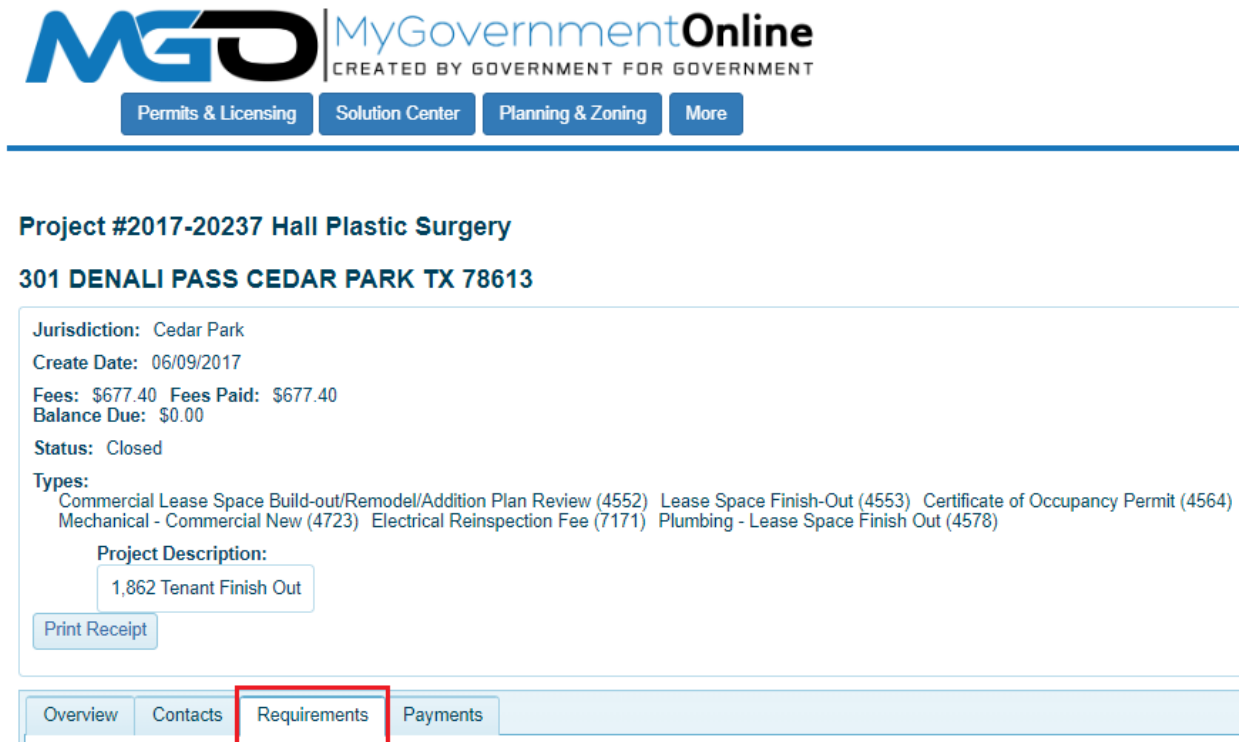 MGO MyGovernmentOnline
CREATED BY GOVERNMENT FOR GOVERNMENT
Permits & Licensing Solution Center Planning & Zoning More
Project #2017-20237 Hall Plastic Surgery
301 DENALI PASS CEDAR PARK TX 78613
Jurisdiction: Cedar Park
Create Date: 06/09/2017
Fees: $677.40 Fees Paid: $677.40
Balance Due: $0.00
Status: Closed
Types:
Commercial Lease Space Build-out/Remodel/Addition Plan Review (4552) Lease Space Finish-Out (4553) Certificate of Occupancy Permit (4564)
Mechanical - Commercial New (4723) Electrical Reinspection Fee (7171) Plumbing - Lease Space Finish Out (4578)
Project Description:
1,862 Tenant Finish Out
Print Receipt
Overview Contacts Requirements Payments